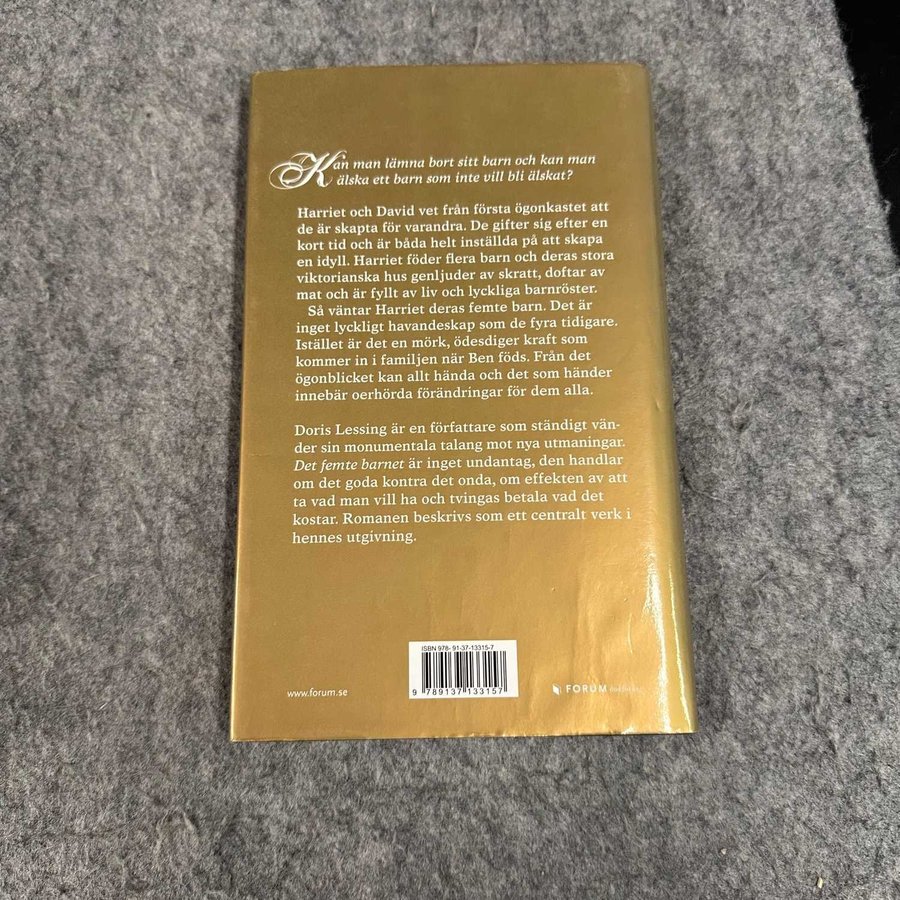 Kan man lämna bort sitt barn och kan man
älska ett barn som inte vill bli älskat?
Harriet och David vet från första ögonkastet att
de är skapta för varandra. De gifter sig efter en
kort tid och är båda helt inställda på att skapa
en idyll. Harriet föder flera barn och deras stora
viktorianska hus genljuder av skratt, doftar av
mat och är fyllt av liv och lyckliga barnröster.
Så väntar Harriet deras femte barn. Det är
inget lyckligt havandeskap som de fyra tidigare.
Istället är det en mörk, ödesdiger kraft som
kommer in i familjen när Ben föds. Från det
ögonblicket kan allt hända och det som händer
innebär oerhörda förändringar för dem alla.
Doris Lessing är en författare som ständigt vän-
der sin monumentala talang mot nya utmaningar.
Det femte barnet är inget undantag, den handlar
om det goda kontra det onda, om effekten av att
ta vad man vill ha och tvingas betala vad det
kostar. Romanen beskrivs som ett centralt verk i
hennes utgivning.
ISBN 978- 91-37-13315-7
9 789137 133157
www.forum.se
FORUM